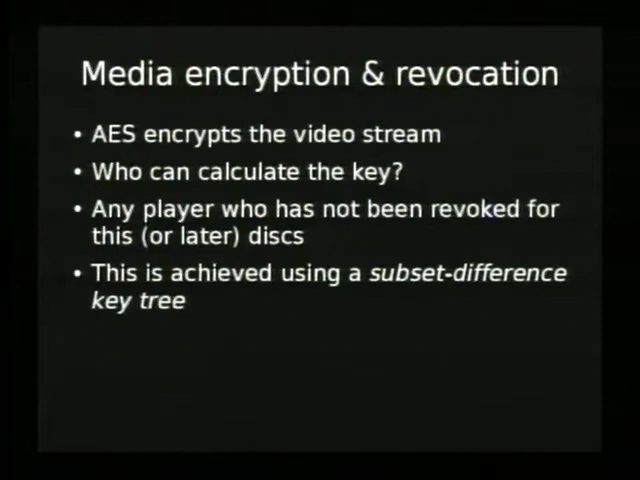 Media encryption & revocation
• AES encrypts the video stream
• Who can calculate the key?
• Any player who has not been revoked for
this (or later) discs
• This is achieved using a subset-difference
key tree